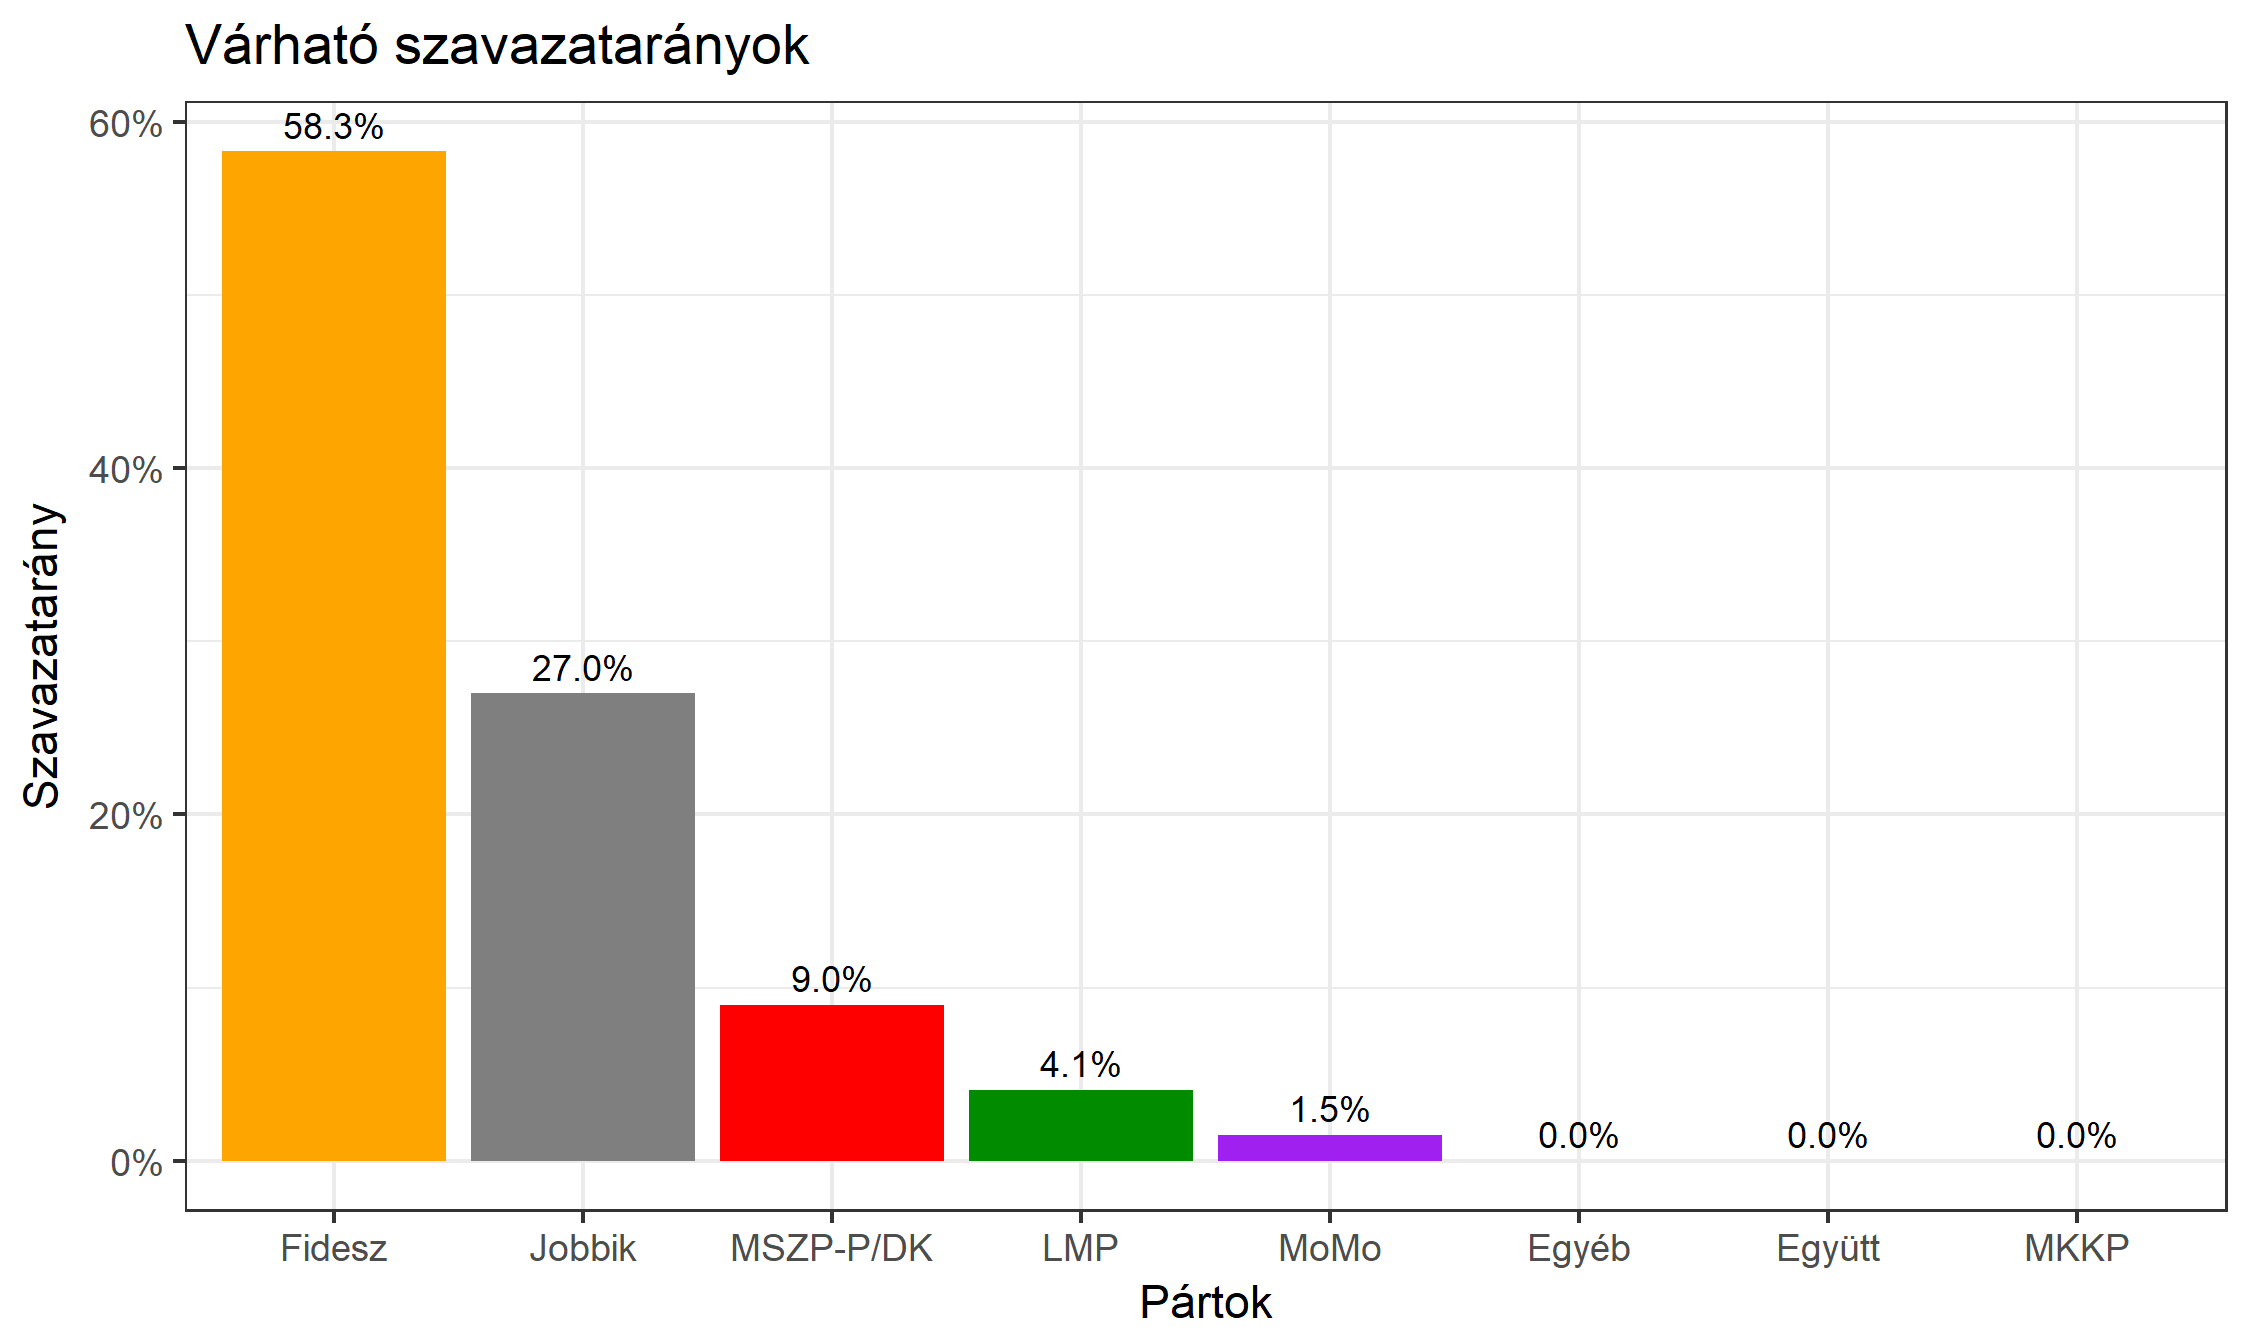 Várható szavazatarányok
Szavazatarány
60%
40%
20%
0%
58.3%
27.0%
9.0%
4.1%
1.5%
0.0%
0.0%
0.0%
Fidesz
Jobbik
MSZP-P/DK
LMP
MoMo
Egyéb
Együtt
MKKP
Pártok